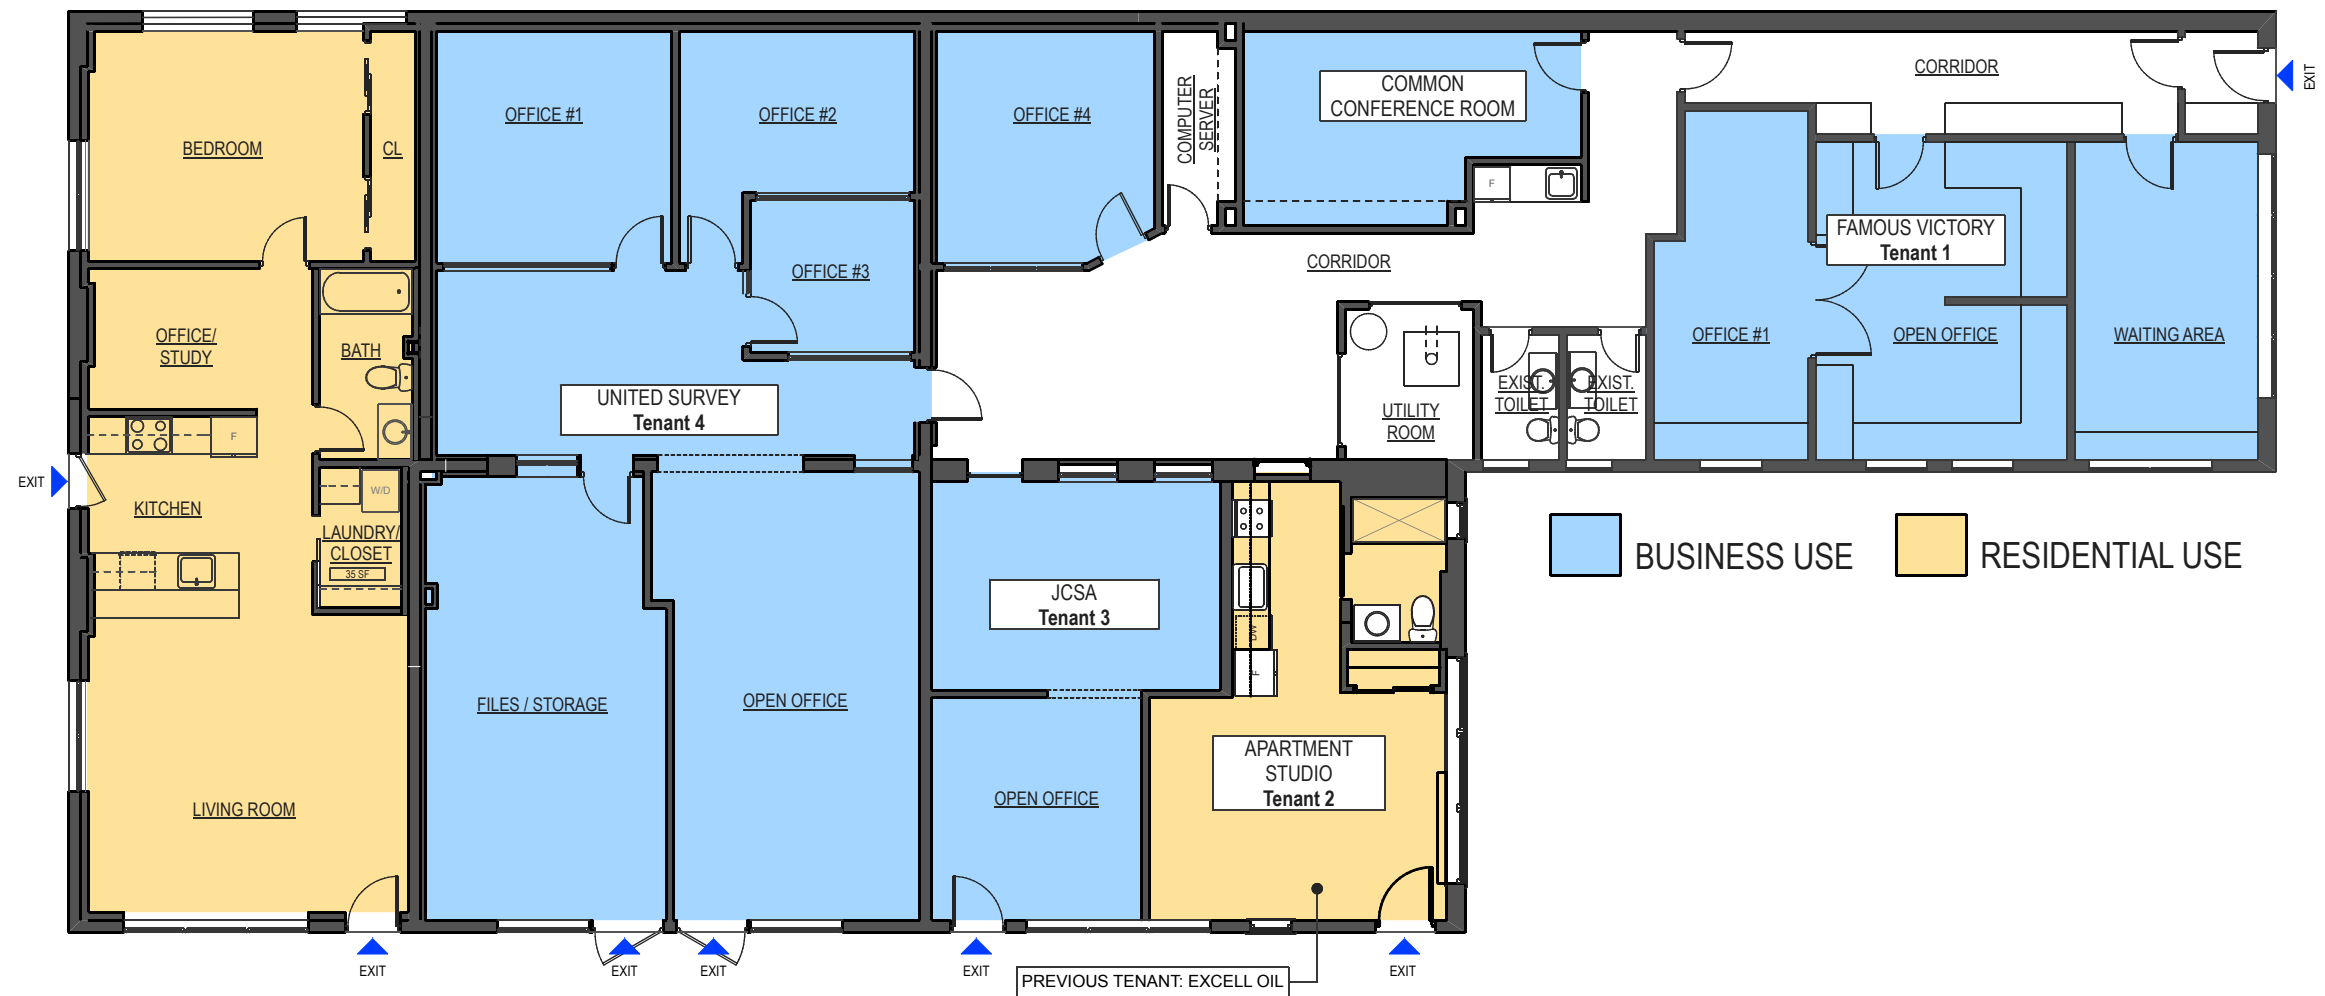 CORRIDOR
EXIT
COMMON
CONFERENCE ROOM
COMPUTER
SERVER
OFFICE #1
OFFICE #2
OFFICE #4
BEDROOM
CL
F
FAMOUS VICTORY
Tenant 1
OFFICE #3
CORRIDOR
OFFICE/
STUDY
BATH
OFFICE #1
OPEN OFFICE
WAITING AREA
UNITED SURVEY
Tenant 4
EXIST.
TOILET
EXIST.
TOILET
UTILITY
ROOM
F
EXIT
W/D
KITCHEN
LAUNDRY/
CLOSET
35 SF
BUSINESS USE
RESIDENTIAL USE
JCSA
Tenant 3
DW
F
FILES / STORAGE
OPEN OFFICE
APARTMENT
STUDIO
Tenant 2
OPEN OFFICE
LIVING ROOM
EXIT
EXIT
EXIT
EXIT
EXIT
PREVIOUS TENANT: EXCELL OIL